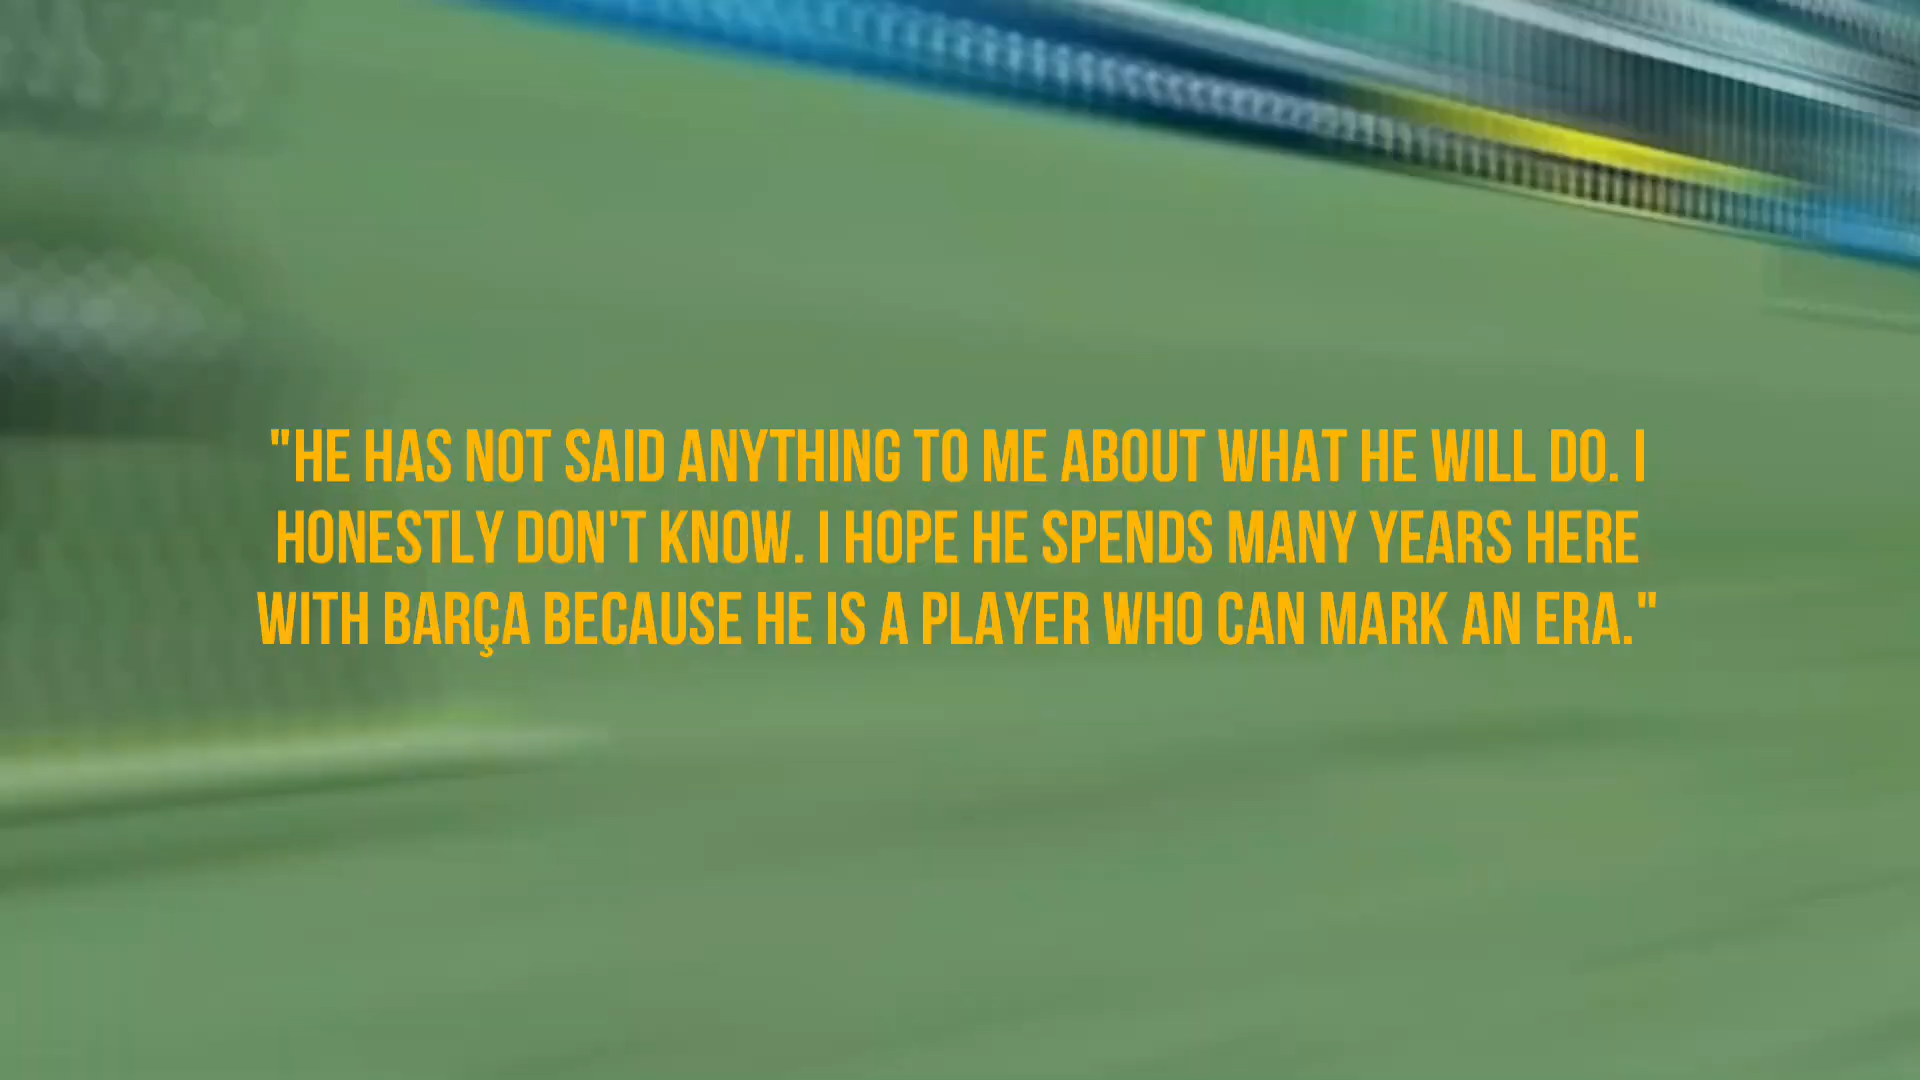 "HE HAS NOT SAID ANYTHING TO ME ABOUT WHAT HE WILL DO. I
HONESTLY DON'T KNOW. I HOPE HE SPENDS MANY YEARS HERE
WITH BARÇA BECAUSE HE IS A PLAYER WHO CAN MARK AN ERA."